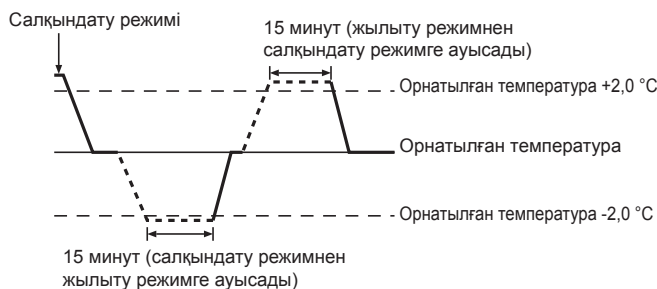 Салқындату режимі
15 минут (жылыту режимнен
салқындату режимге ауысады)
Орнатылған температура +2,0 °C
Орнатылған температура
Орнатылған температура -2,0 °C
15 минут (салқындату режимнен
жылыту режимге ауысады)